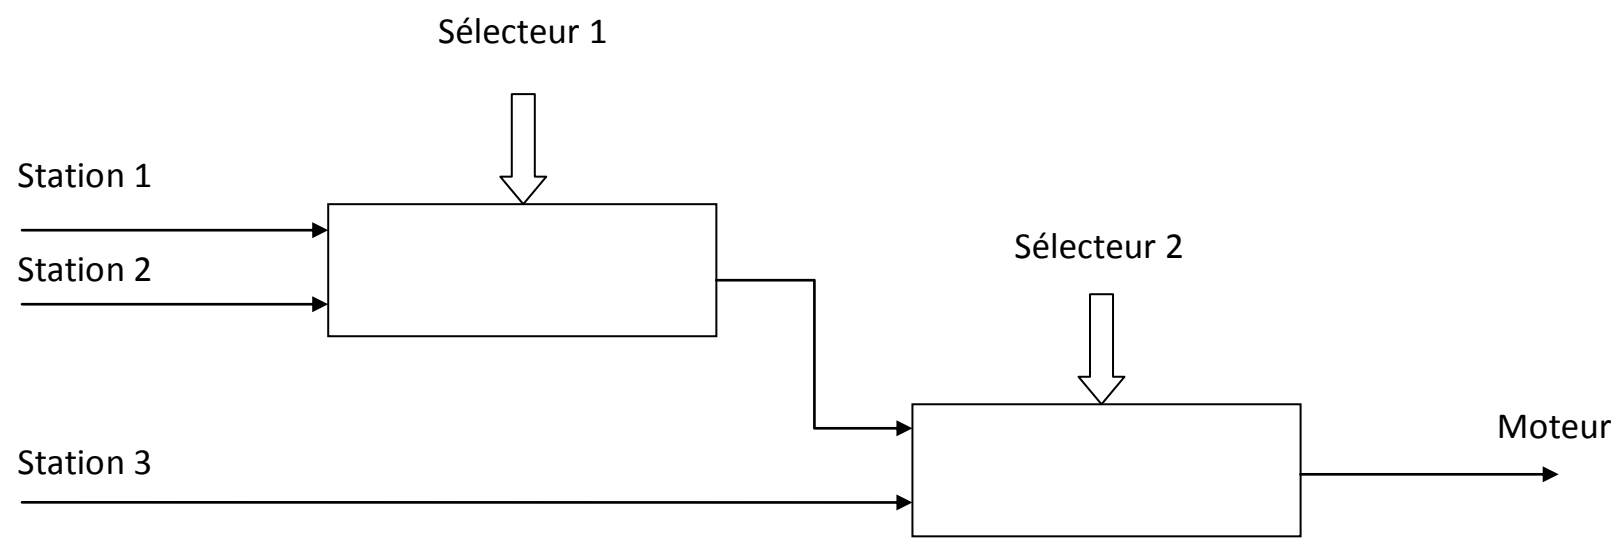 Sélecteur 1
Station 1
Station 2
Sélecteur 2
Moteur
Station 3